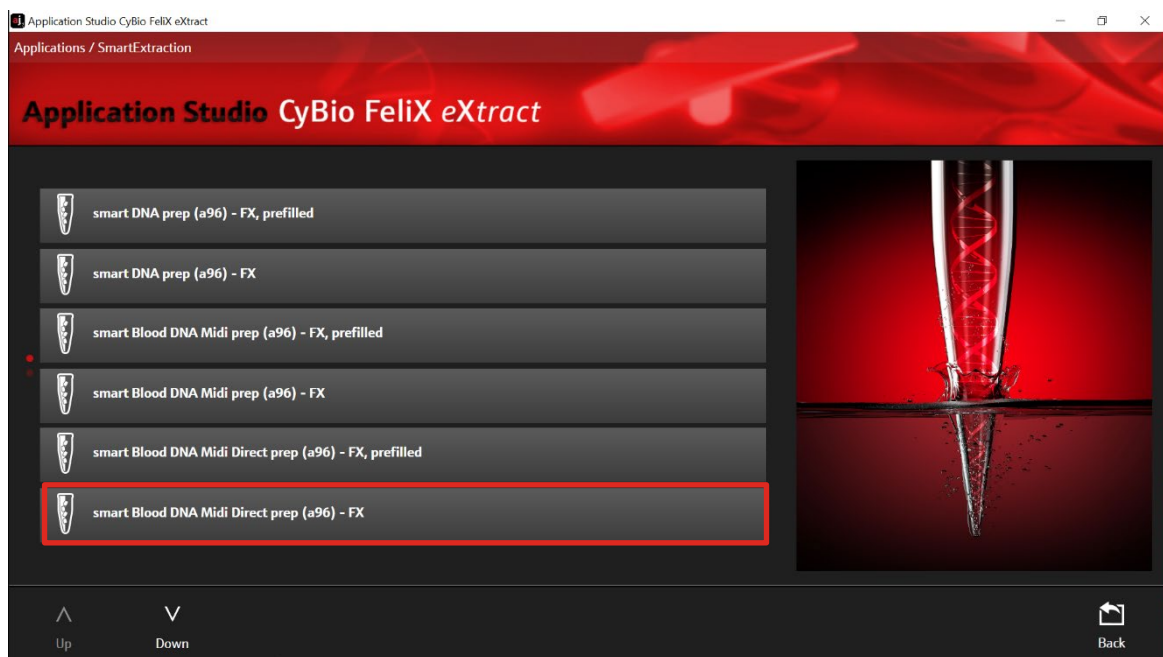 Application Studio CyBio FeliX eXtract
Applications / SmartExtraction
Application Studio CyBio FeliX eXtract
smart DNA prep (a96) - FX, prefilled
smart DNA prep (a96) - FX
smart Blood DNA Midi prep (a96) - FX, prefilled
smart Blood DNA Midi prep (a96) - FX
smart Blood DNA Midi Direct prep (a96) - FX, prefilled
smart Blood DNA Midi Direct prep (a96) - FX
Up Down Back